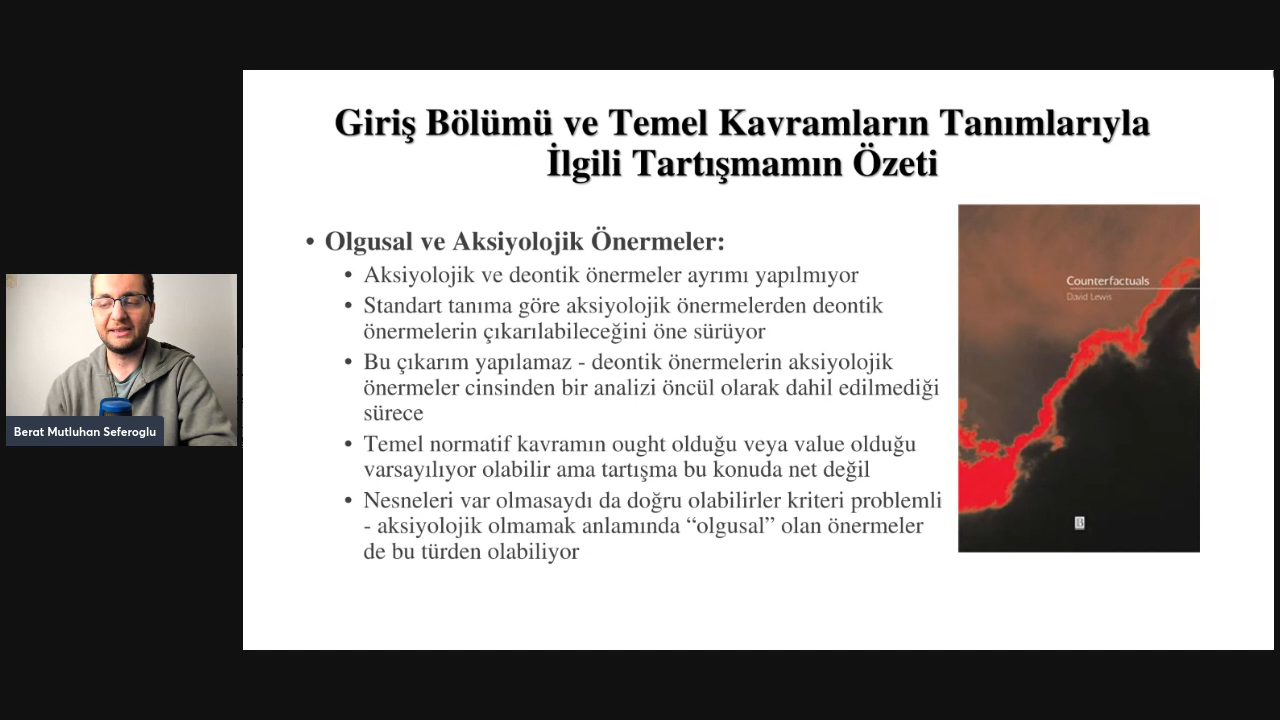 Giriş Bölümü ve Temel Kavramların Tanımlarıyla
İlgili Tartışmamın Özeti
• Olgusal ve Aksiyolojik Önermeler:
• Aksiyolojik ve deontik önermeler ayrımı yapılmıyor
• Standart tanıma göre aksiyolojik önermelerden deontik
önermelerin çıkarılabileceğini öne sürüyor
• Bu çıkarım yapılamaz - deontik önermelerin aksiyolojik
önermeler cinsinden bir analizi öncül olarak dahil edilmediği
sürece
• Temel normatif kavramın ought olduğu veya value olduğu
varsayılıyor olabilir ama tartışma bu konuda net değil
• Nesneleri var olmasaydı da doğru olabilirler kriteri problemli
- aksiyolojik olmamak anlamında “olgusal” olan önermeler
de bu türden olabiliyor
Counterfactuals
David Lewis
B
Berat Mutluhan Seferoglu